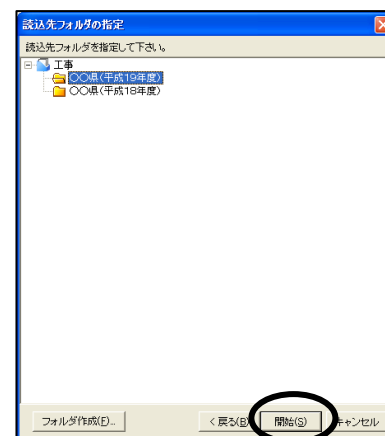 読込先フォルダの指定
読込先フォルダを指定して下さい。
工事
〇〇県(平成19年度)
〇〇県(平成18年度)
フォルダ作成(F)...
< 戻る(B)
開始(S)
キャンセル